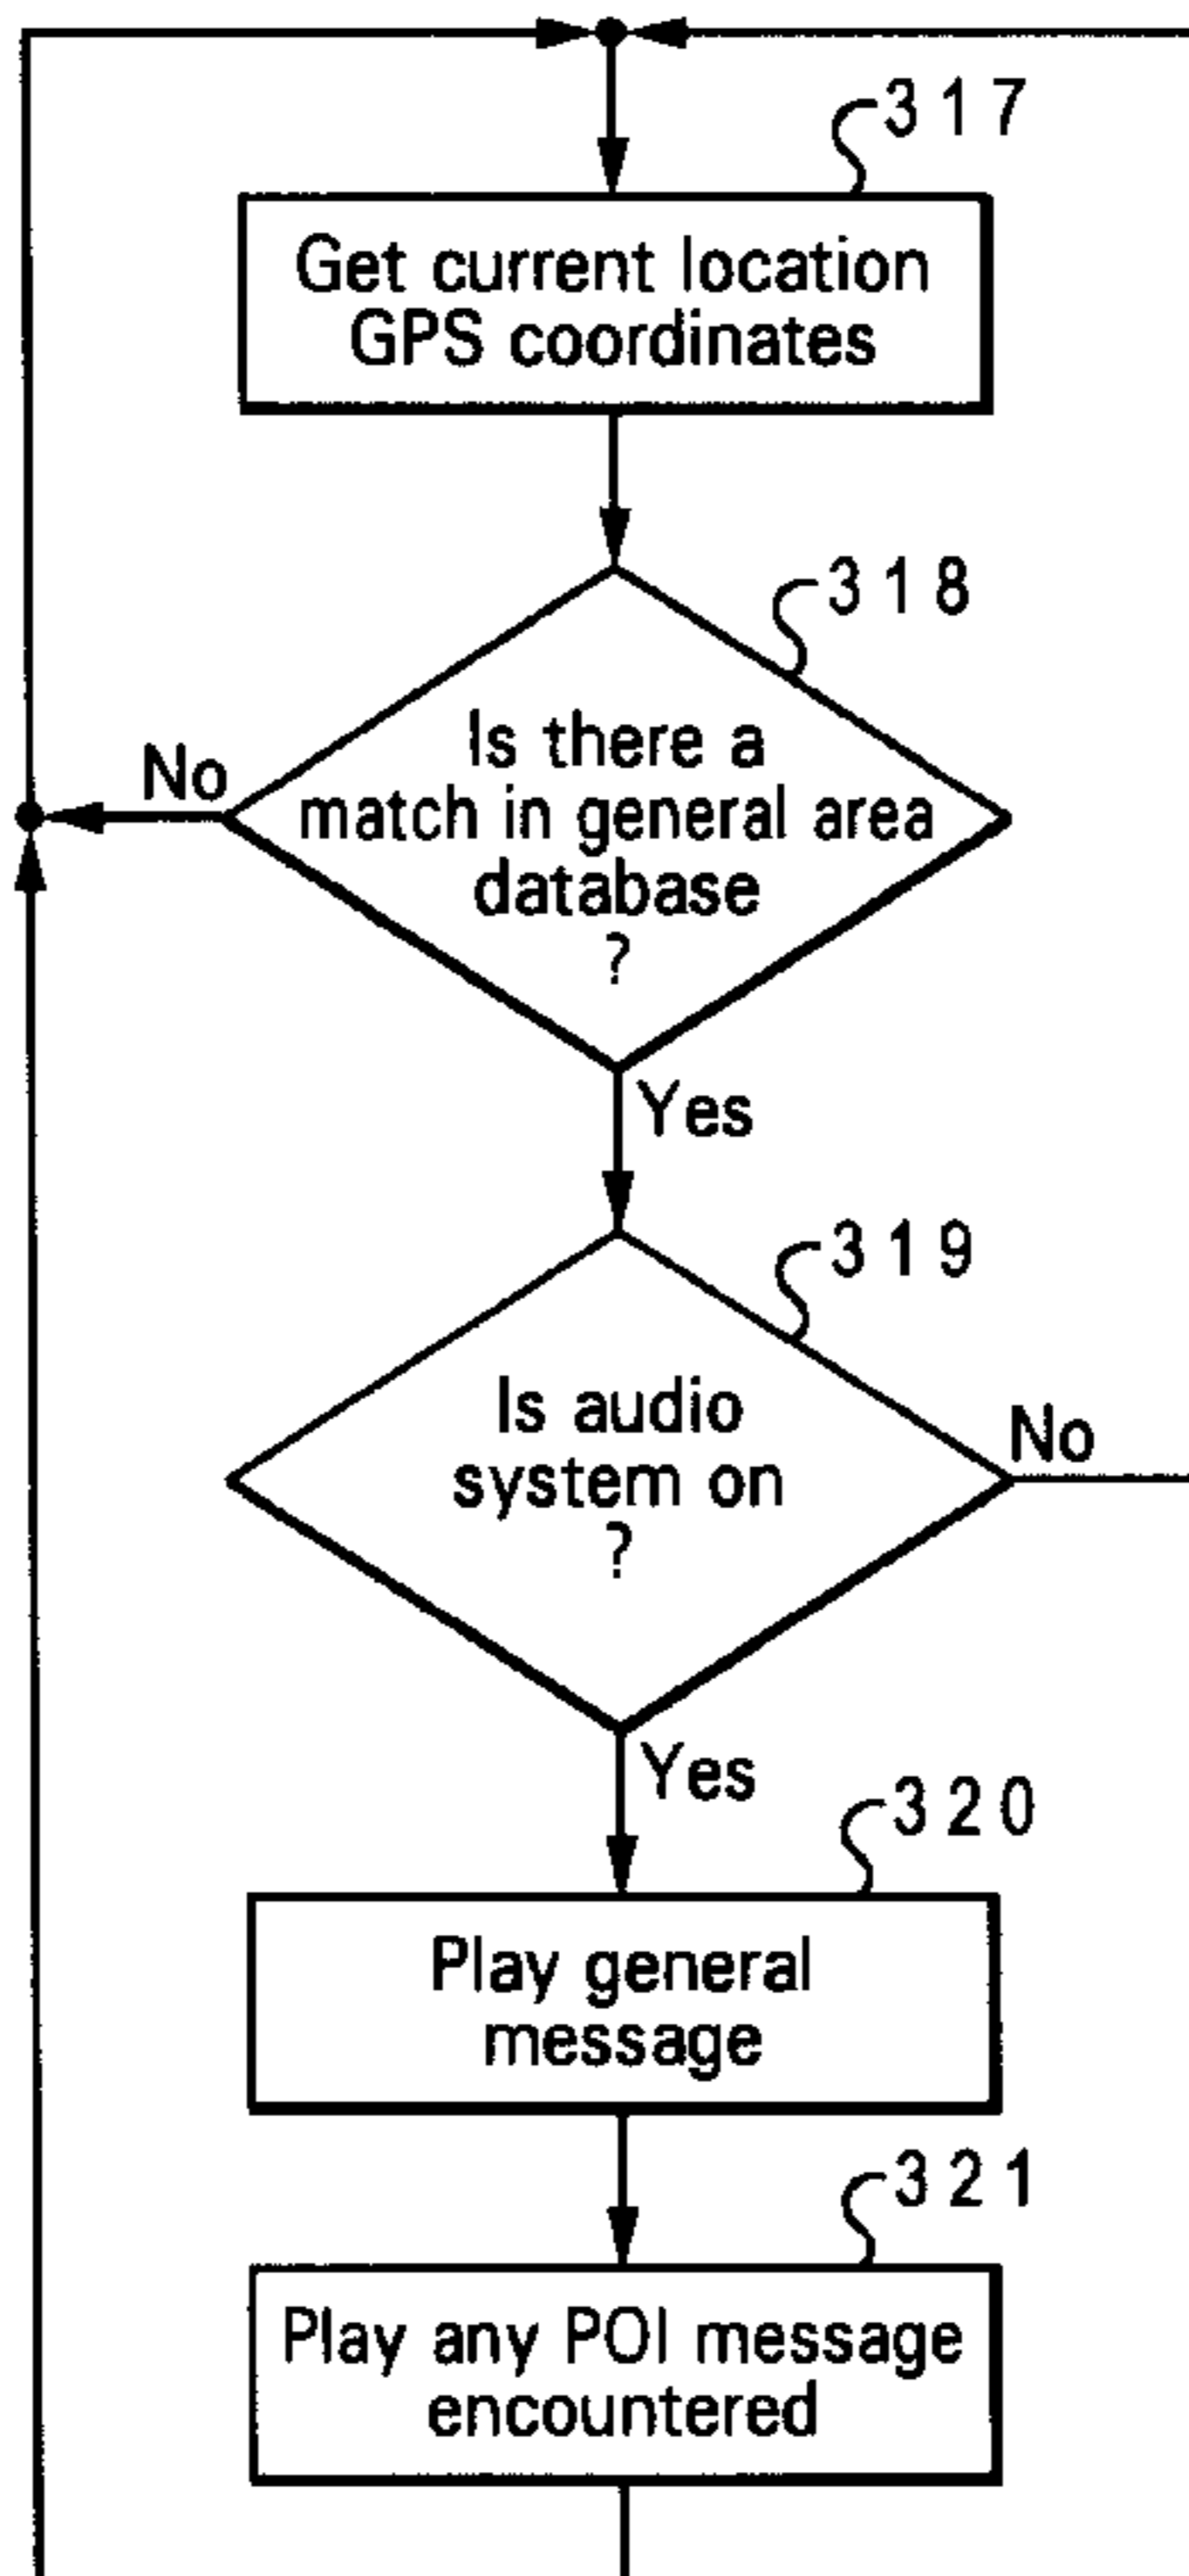 317
Get current location
GPS coordinates
318
Is there a
match in general area
database
?
No
Yes
319
Is audio
system on
?
No
Yes
320
Play general
message
321
Play any POI message
encountered